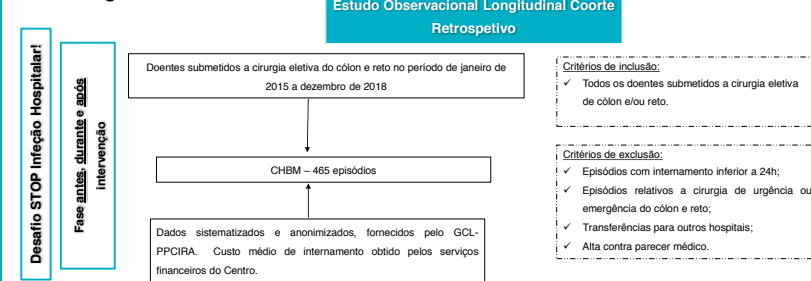 Estudo Observacional Longitudinal Coorte
Retrospetivo
Desafio STOP Infeção Hospitalar!
Fase antes, durante e após
intervenção
Doentes submetidos a cirurgia eletiva do cólon e reto no período de janeiro de
2015 a dezembro de 2018
CHBM – 465 episódios
Dados sistematizados e anonimizados, fornecidos pelo GCL-
PPCIRA. Custo médio de internamento obtido pelos serviços
financeiros do Centro.
Critérios de inclusão:
✓ Todos os doentes submetidos a cirurgia eletiva
de cólon e/ou reto.
Critérios de exclusão:
✓ Episódios com internamento inferior a 24h;
✓ Episódios relativos a cirurgia de urgência ou
emergência do cólon e reto;
✓ Transferências para outros hospitais;
✓ Alta contra parecer médico.